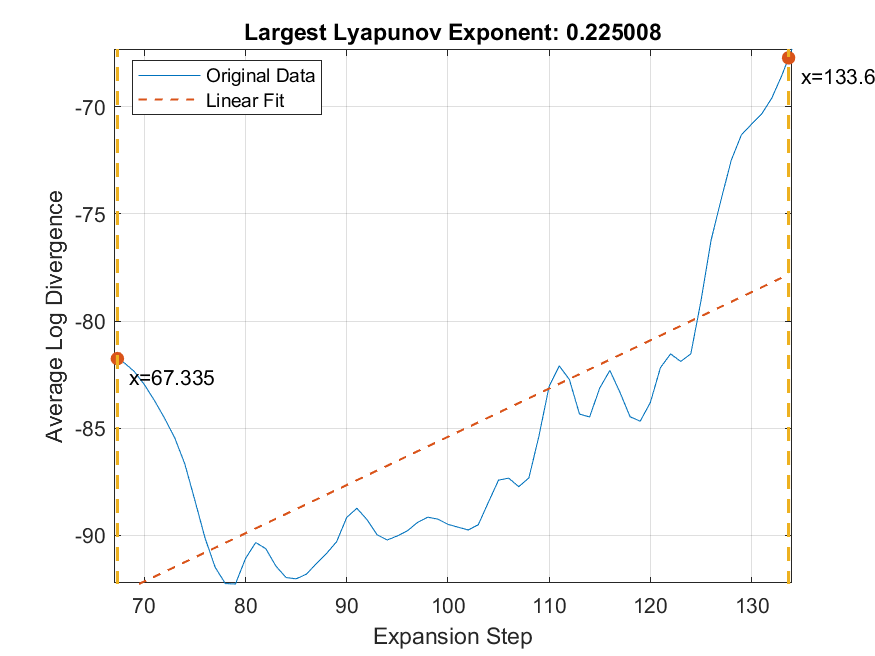 Largest Lyapunov Exponent: 0.225008
Original Data
Linear Fit
x=133.6
x=67.335
-70
-75
-80
-85
-90
Average Log Divergence
70 80 90 100 110 120 130
Expansion Step